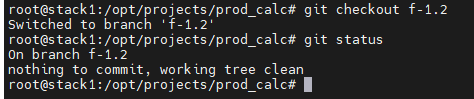 root@stack1:/opt/projects/prod_calc# git checkout f-1.2
Switched to branch 'f-1.2'
root@stack1:/opt/projects/prod_calc# git status
On branch f-1.2
nothing to commit, working tree clean
root@stack1:/opt/projects/prod_calc#